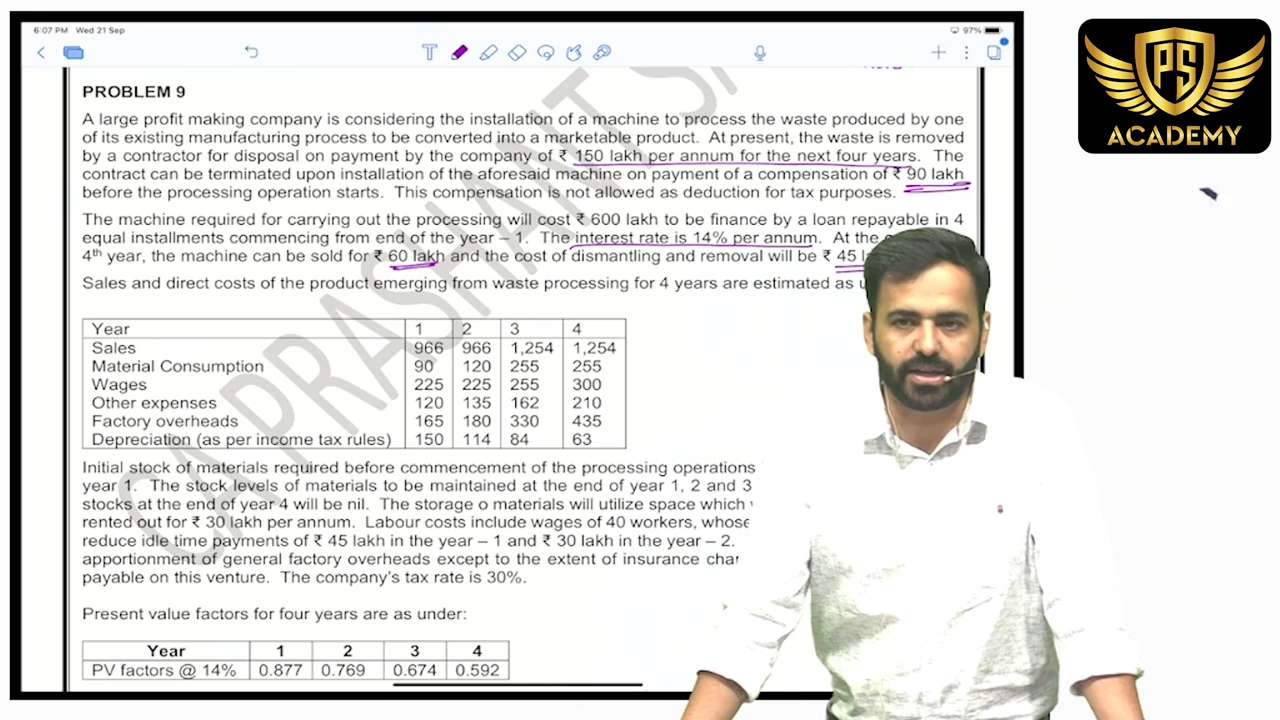 6:07 PM Wed 21 Sep
97%
PS
ACADEMY
PROBLEM 9
A large profit making company is considering the installation of a machine to process the waste produced by one
of its existing manufacturing process to be converted into a marketable product. At present, the waste is removed
by a contractor for disposal on payment by the company of ₹ 150 lakh per annum for the next four years. The
contract can be terminated upon installation of the aforesaid machine on payment of a compensation of ₹ 90 lakh
before the processing operation starts. This compensation is not allowed as deduction for tax purposes.
The machine required for carrying out the processing will cost ₹ 600 lakh to be finance by a loan repayable in 4
equal installments commencing from end of the year – 1. The interest rate is 14% per annum. At the
4th year, the machine can be sold for ₹ 60 lakh and the cost of dismantling and removal will be ₹ 45
Sales and direct costs of the product emerging from waste processing for 4 years are estimated as
Year 1 2 3 4
Sales 966 966 1,254 1,254
Material Consumption 90 120 255 255
Wages 225 225 255 300
Other expenses 120 135 162 210
Factory overheads 165 180 330 435
Depreciation (as per income tax rules) 150 114 84 63
Initial stock of materials required before commencement of the processing operations
year 1. The stock levels of materials to be maintained at the end of year 1, 2 and 3
stocks at the end of year 4 will be nil. The storage o materials will utilize space which
rented out for ₹ 30 lakh per annum. Labour costs include wages of 40 workers, whose
reduce idle time payments of ₹ 45 lakh in the year – 1 and ₹ 30 lakh in the year – 2.
apportionment of general factory overheads except to the extent of insurance
payable on this venture. The company's tax rate is 30%.
Present value factors for four years are as under:
Year 1 2 3 4
PV factors @ 14% 0.877 0.769 0.674 0.592
CA PRASHANT